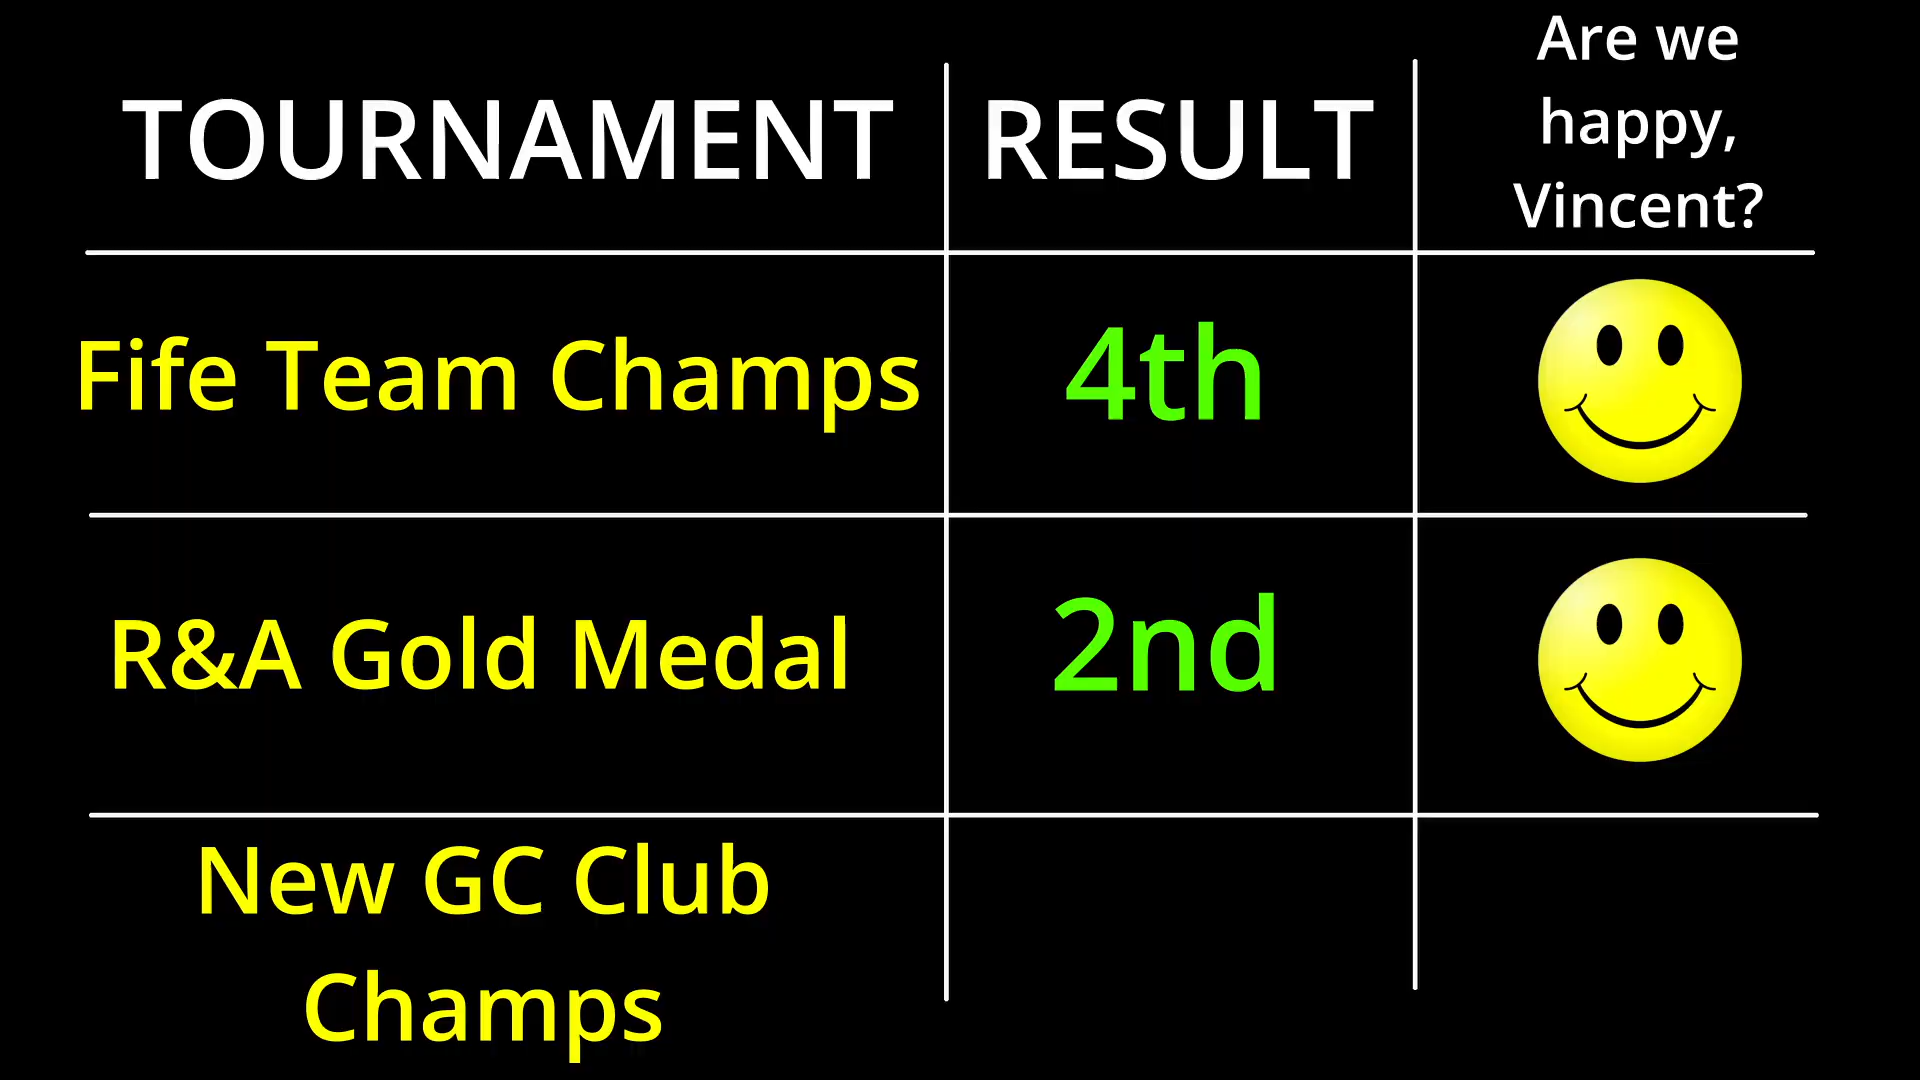 TOURNAMENT
RESULT
Are we
happy,
Vincent?
Fife Team Champs
4th
R&A Gold Medal
2nd
New GC Club
Champs